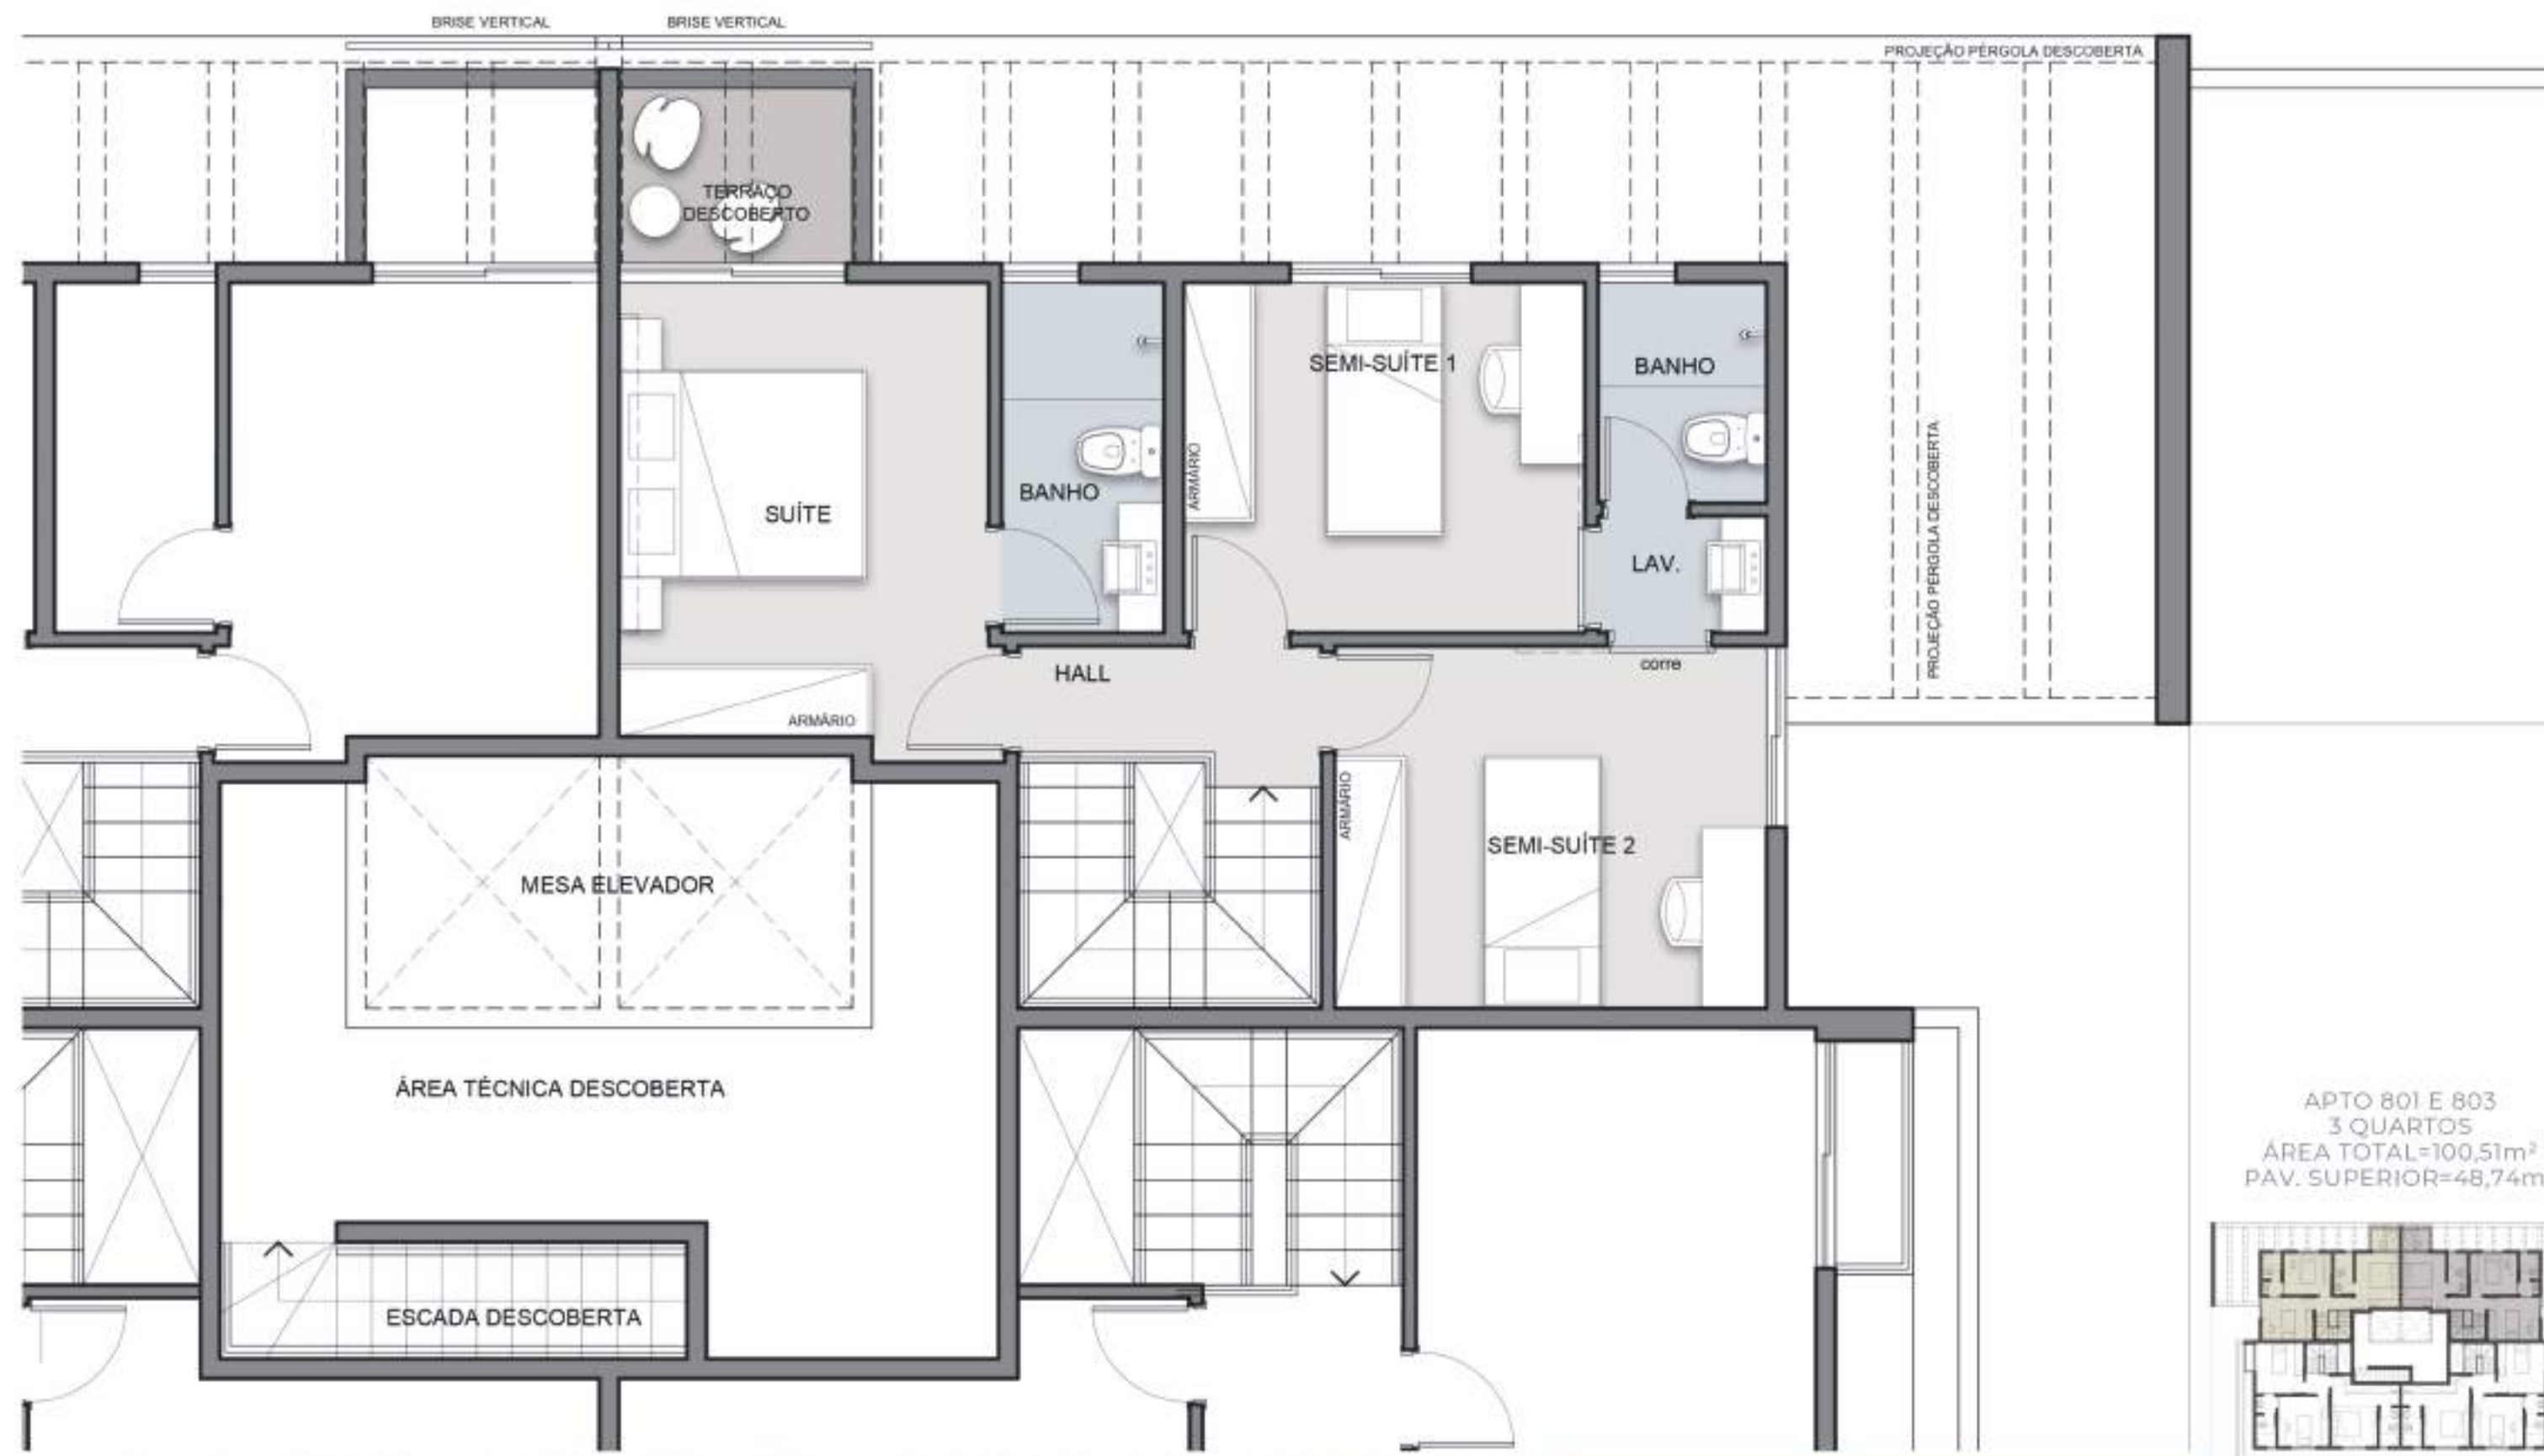 BRISE VERTICAL
BRISE VERTICAL
PROJEÇÃO PÉRGOLA DESCOBERTA
TERRAÇO
DESCOBERTO
SEMI-SUÍTE 1
BANHO
ARMÁRIO
BANHO
SUÍTE
PROJEÇÃO PERGOLA DESCOBERTA
LAV.
HALL
corre
ARMÁRIO
ARMÁRIO
SEMI-SUÍTE 2
MESA ELEVADOR
ÁREA TÉCNICA DESCOBERTA
APTO 801 E 803
3 QUARTOS
ÁREA TOTAL=100,51m²
PAV. SUPERIOR=48,74m
ESCADA DESCOBERTA